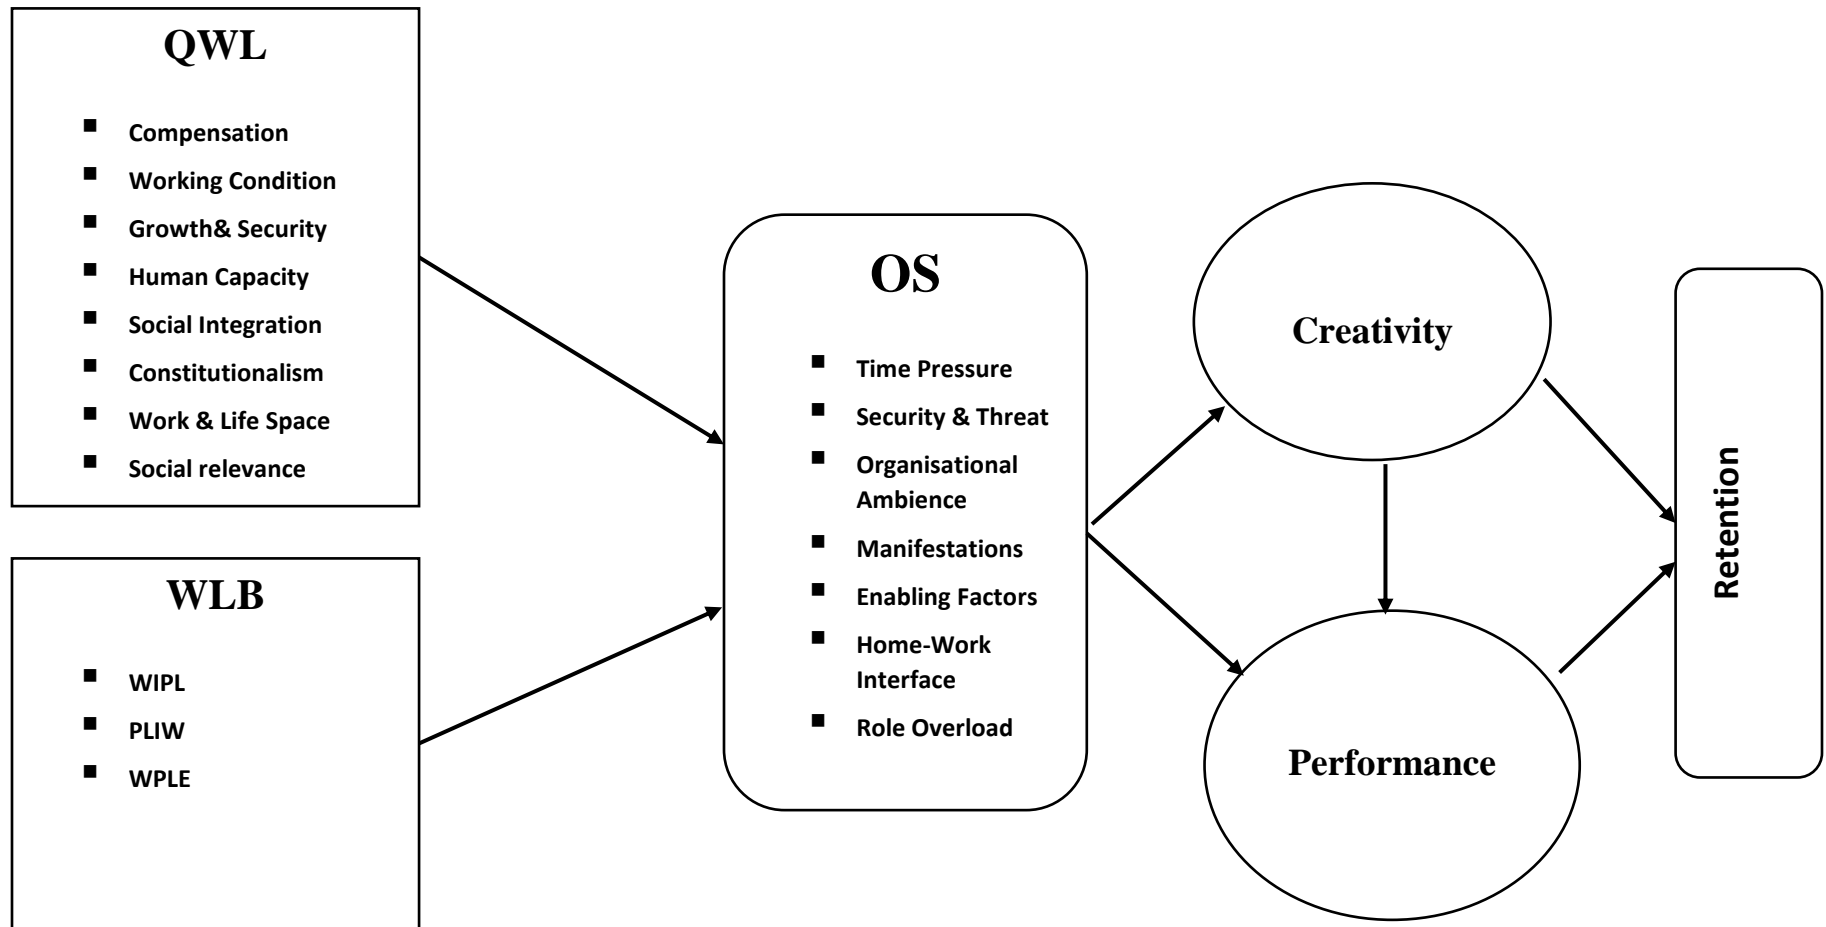 QWL
Compensation
Working Condition
Growth& Security
Human Capacity
Social Integration
Constitutionalism
Work & Life Space
Social relevance
WLB
WIPL
PLIW
WPLE
OS
Time Pressure
Security & Threat
Organisational
Ambience
Manifestations
Enabling Factors
Home-Work
Interface
Role Overload
Creativity
Performance
Retention